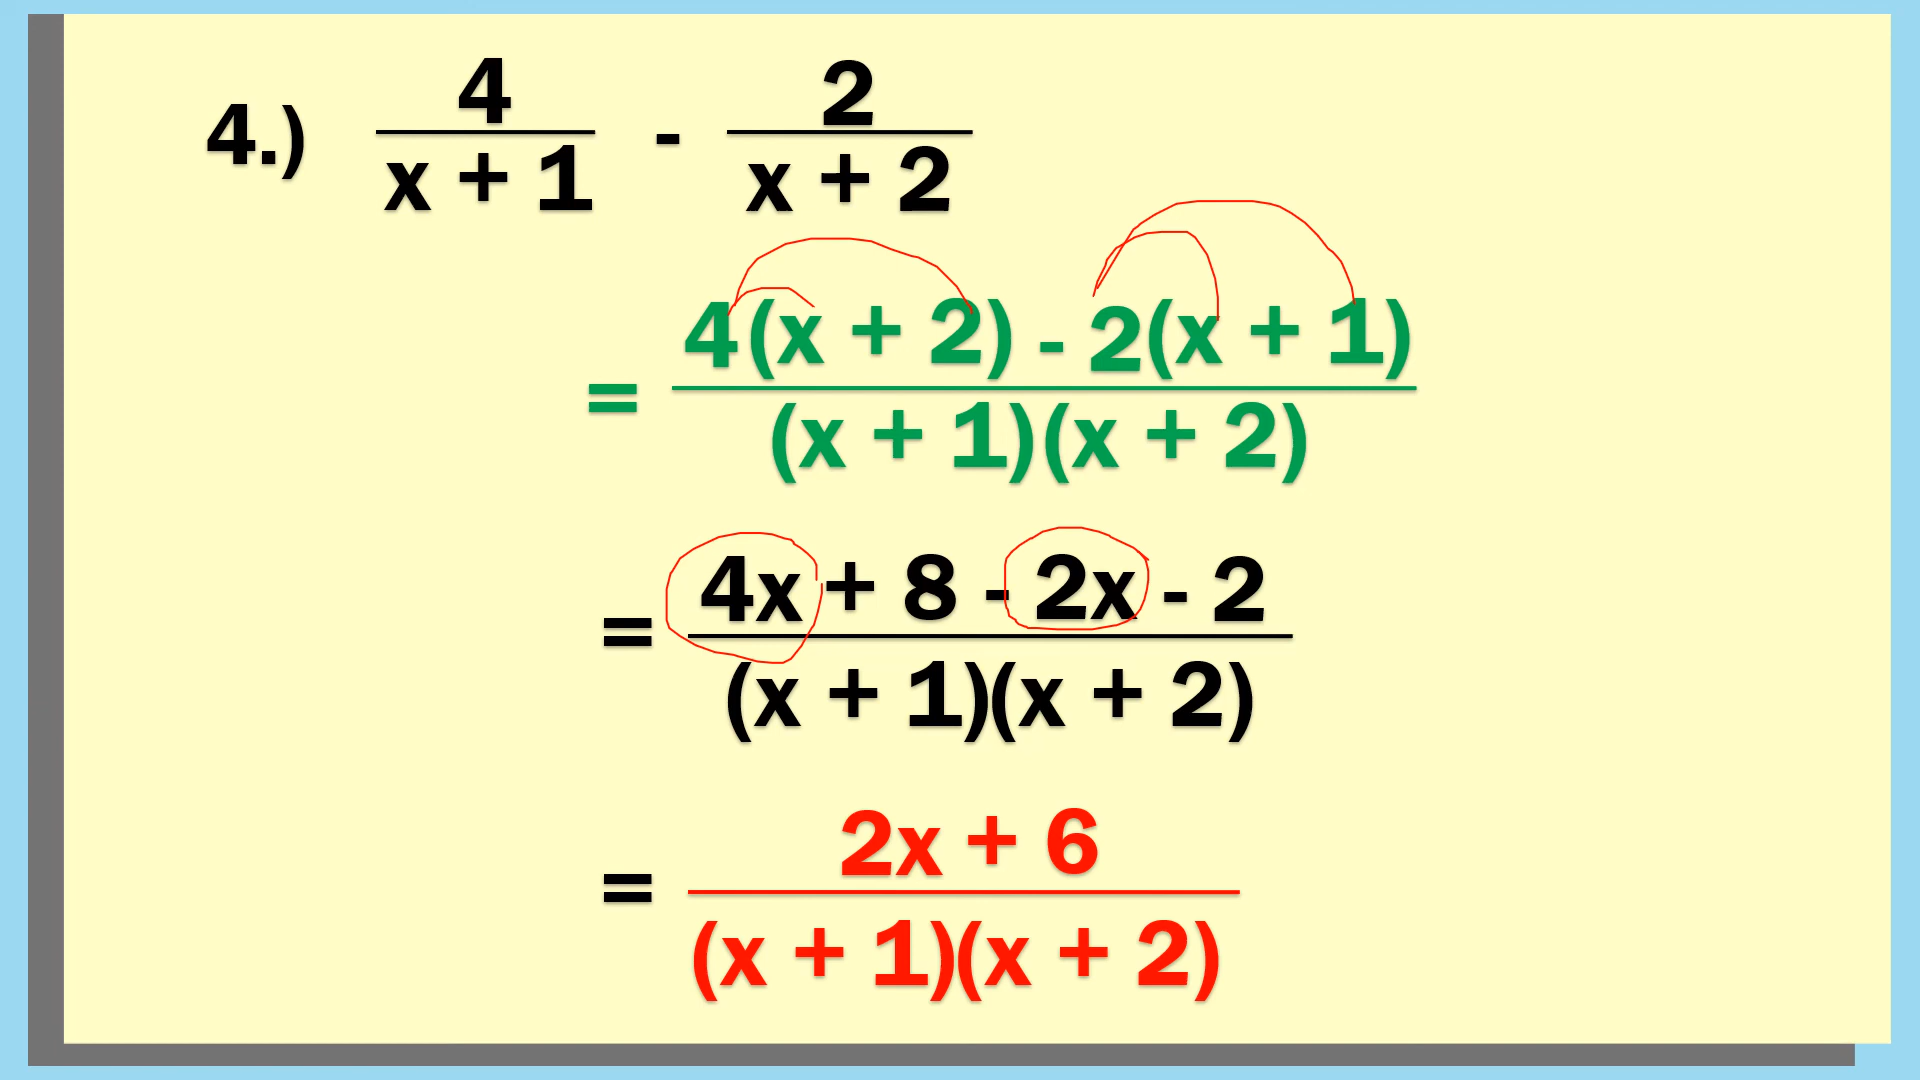 4.) 4 - 2
x + 1 x + 2
4(x + 2) - 2(x + 1)
=
(x + 1)(x + 2)
4x + 8 - 2x - 2
=
(x + 1)(x + 2)
2x + 6
=
(x + 1)(x + 2)